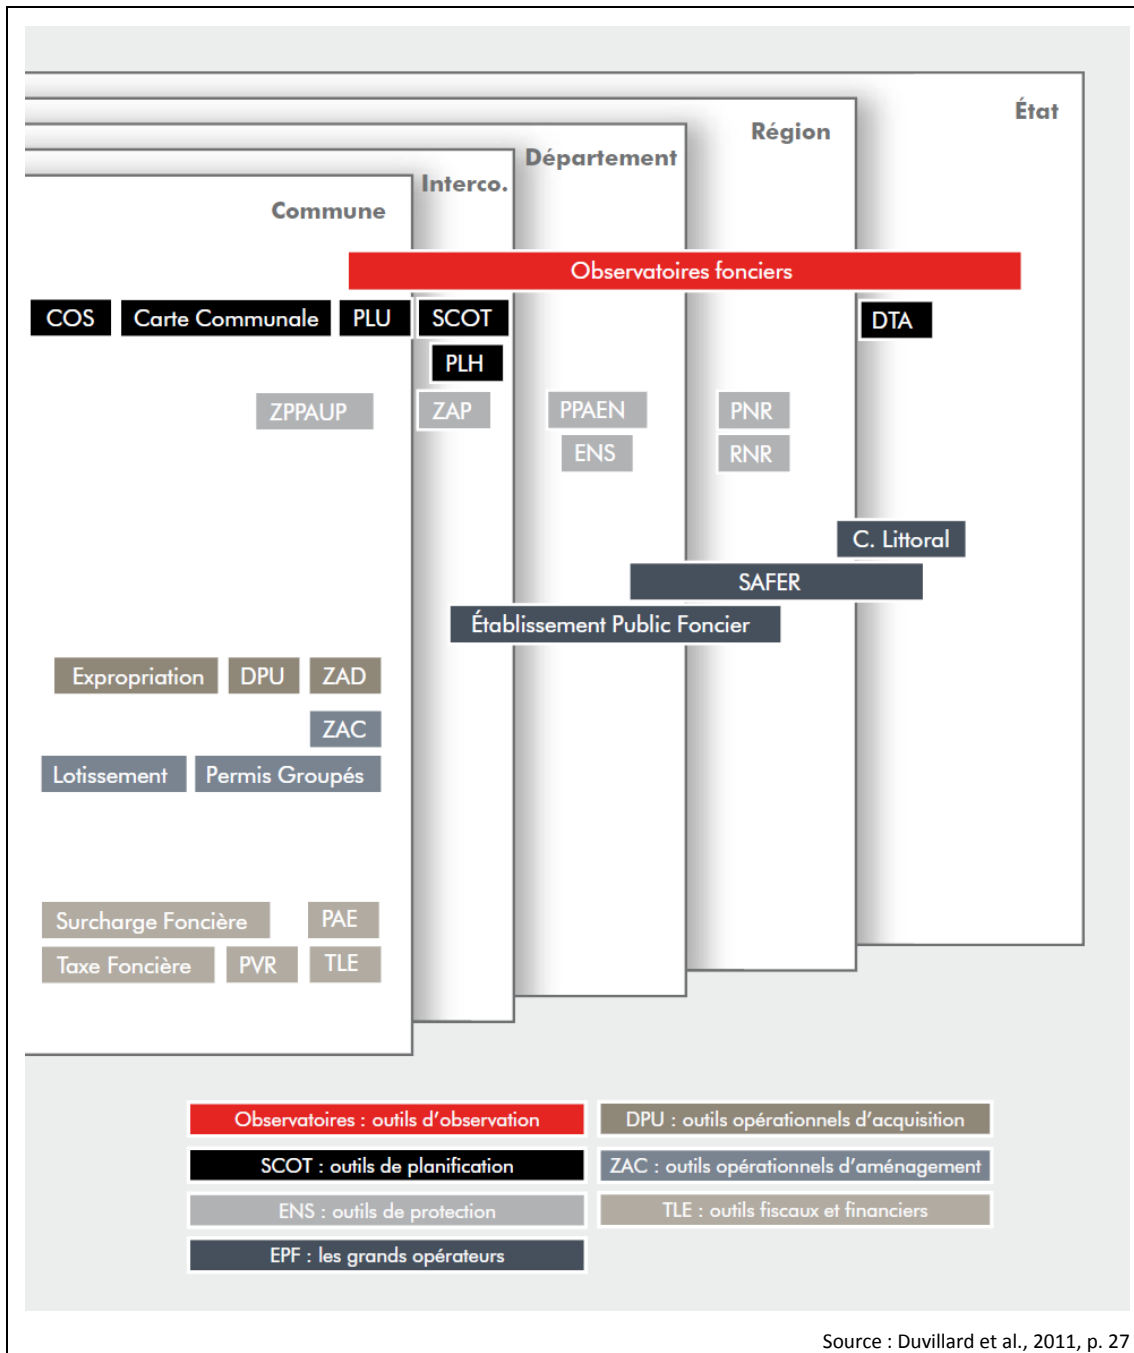 État
Région
Département
Interco.
Commune
Observatoires fonciers
COS Carte Communale PLU SCOT DTA
PLH
ZPPAUP ZAP PPAEN PNR
ENS RNR
C. Littoral
SAFER
Établissement Public Foncier
Expropriation DPU ZAD
ZAC
Lotissement Permis Groupés
Surcharge Foncière PAE
Taxe Foncière PVR TLE
Observatoires : outils d'observation
DPU : outils opérationnels d'acquisition
SCOT : outils de planification
ZAC : outils opérationnels d'aménagement
ENS : outils de protection
TLE : outils fiscaux et financiers
EPF : les grands opérateurs
Source : Duvillard et al., 2011, p. 27